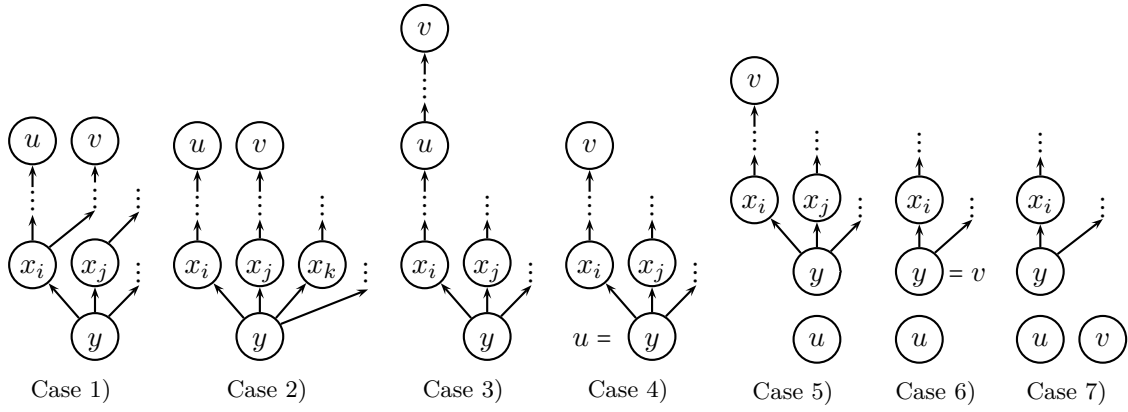 v
v
u v
u v
u
v
x_i x_j
x_i x_j x_k
x_i x_j
x_i x_j
x_i x_j
x_i
x_i
y
y
y
u = y
y
y = v
y
u
u
u v
Case 1)
Case 2)
Case 3)
Case 4)
Case 5)
Case 6)
Case 7)